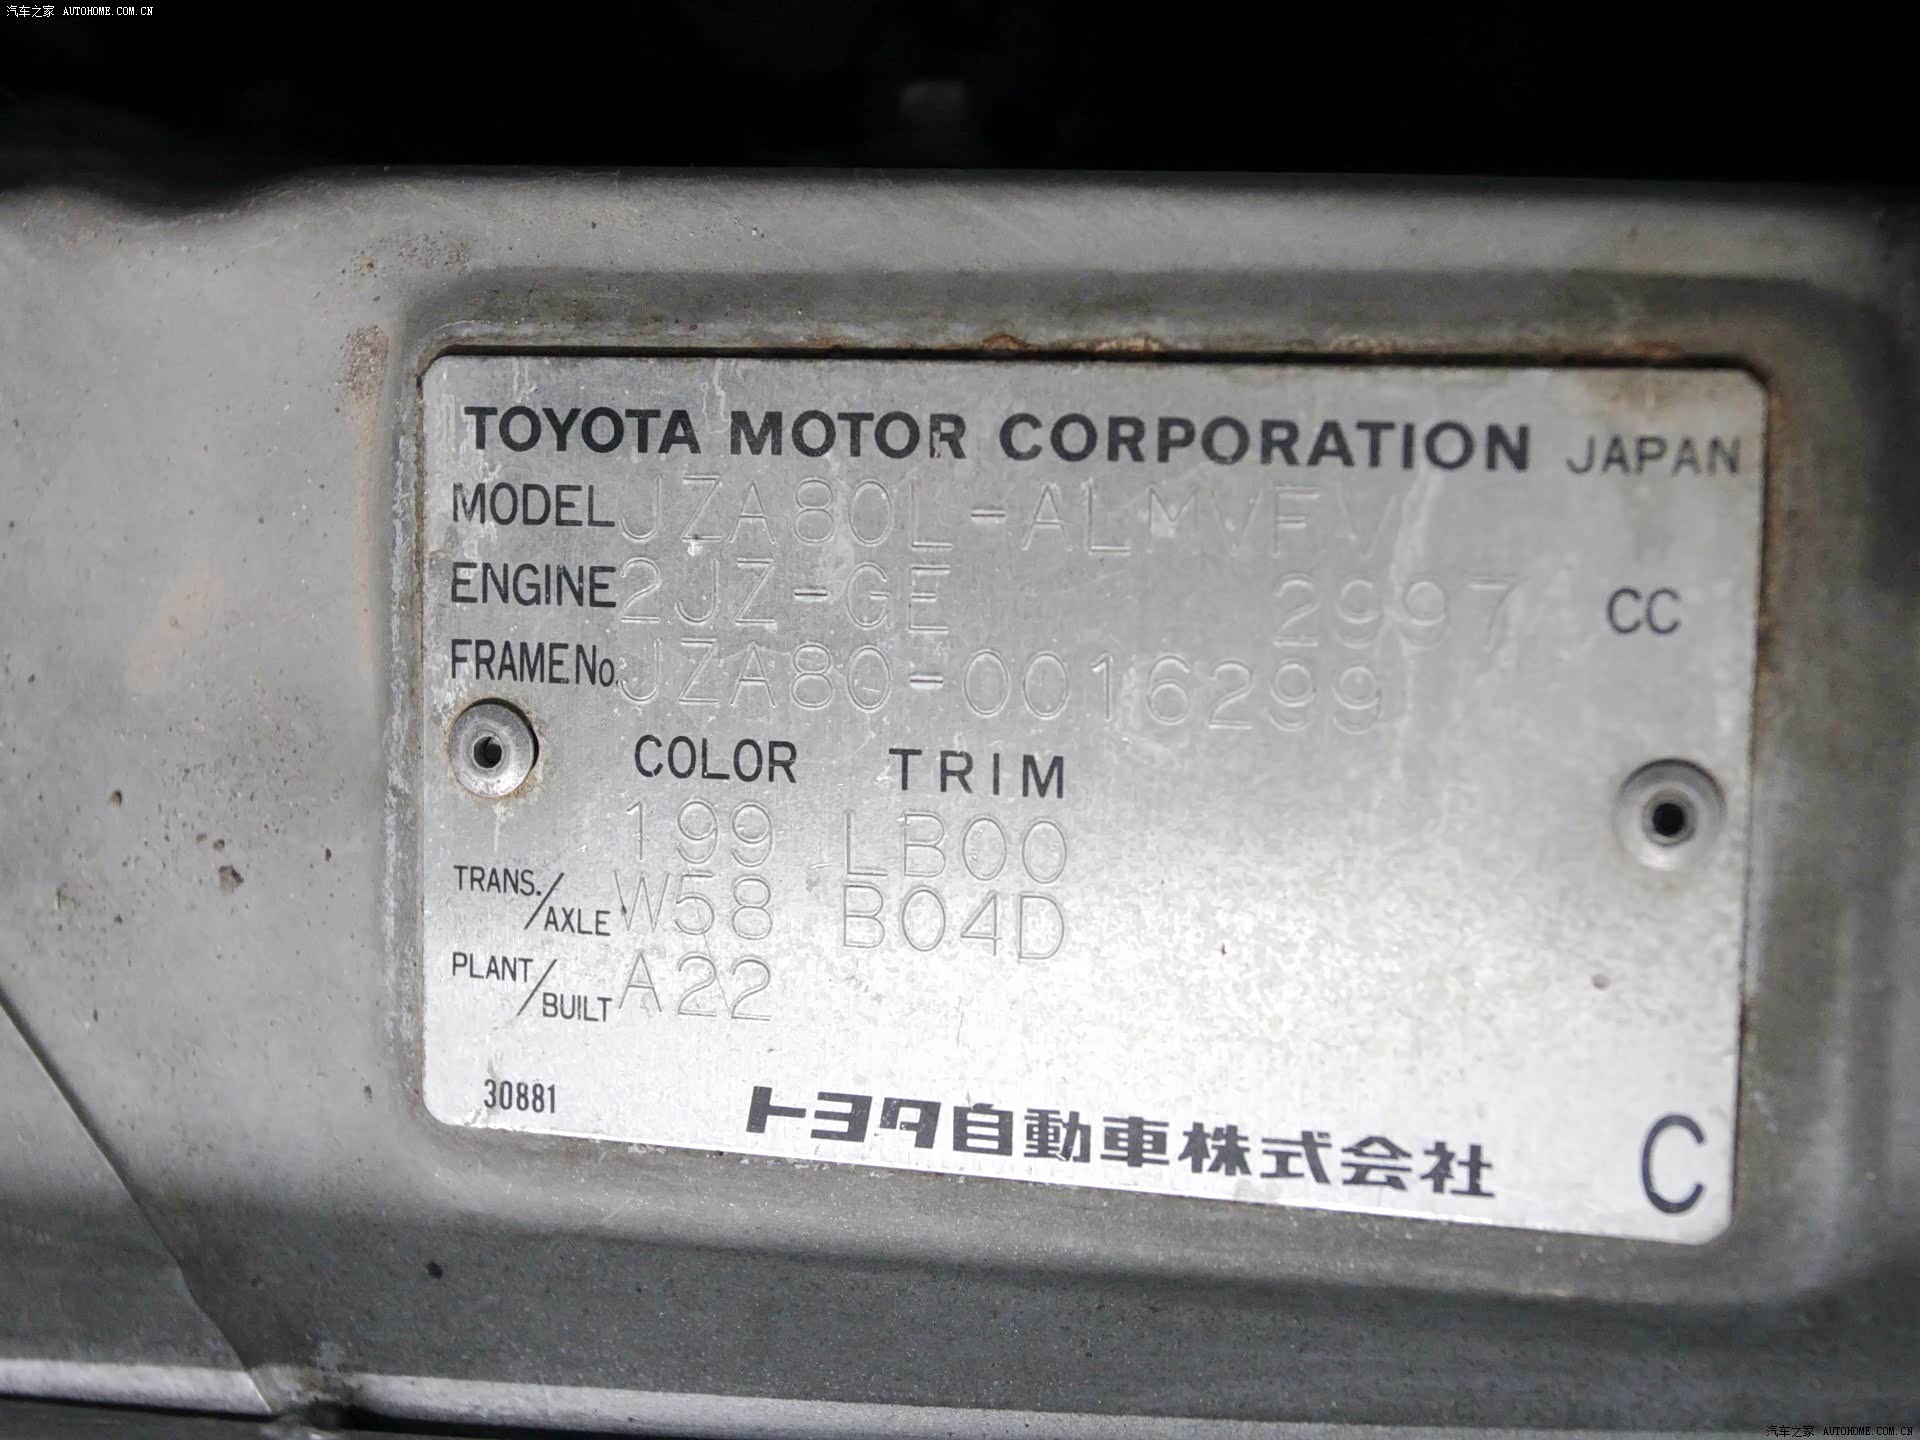 汽车之家 AUTOHOME.COM.CN
TOYOTA MOTOR CORPORATION JAPAN
MODEL JZA80L-ALMVFV
ENGINE 2JZ-GE 2997 CC
FRAME No. JZA80-0016299
COLOR TRIM
199 LB00
TRANS./AXLE W58 B04D
PLANT/BUILT A22
30881 トヨタ自動車株式会社 C
汽车之家 AUTOHOME.COM.CN